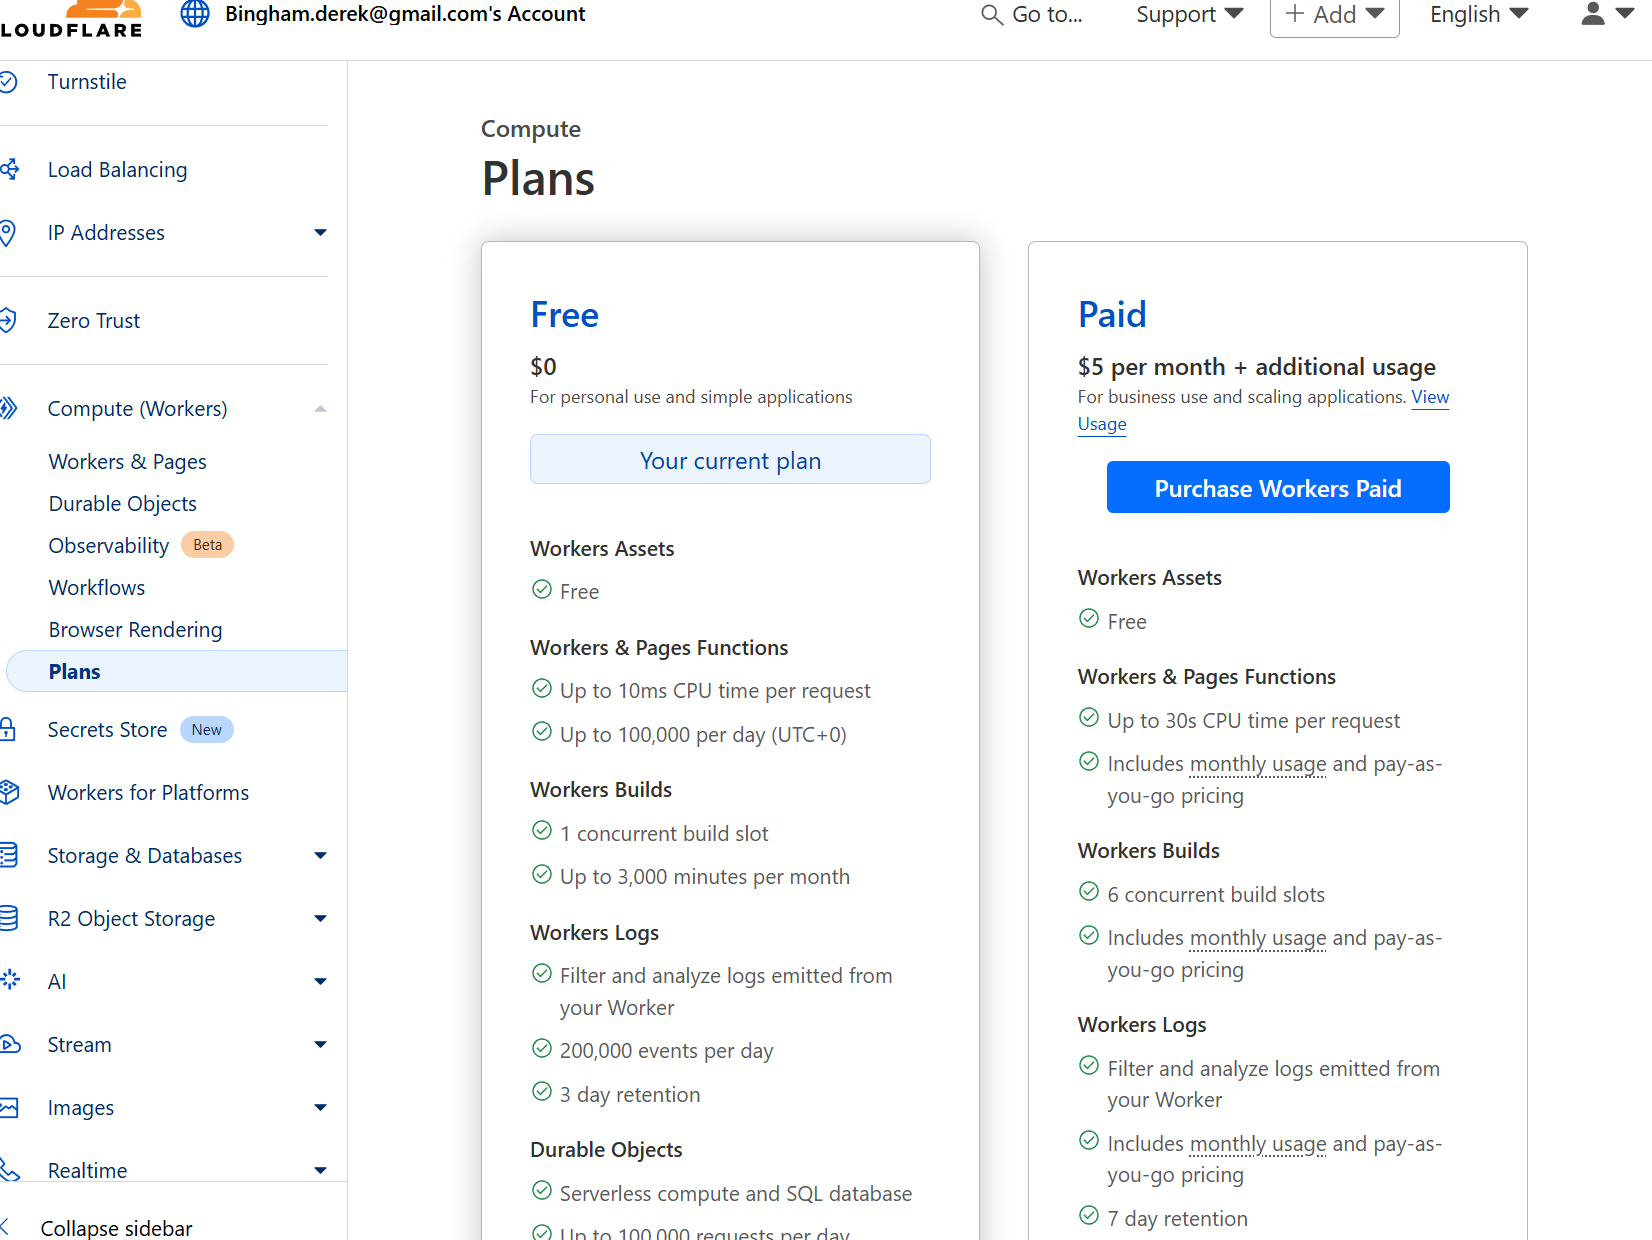 LOUDFLARE
Bingham.derek@gmail.com's Account
Go to...
Support
+ Add
English
Turnstile
Load Balancing
IP Addresses
Zero Trust
Compute (Workers)
Workers & Pages
Durable Objects
Observability Beta
Workflows
Browser Rendering
Plans
Secrets Store New
Workers for Platforms
Storage & Databases
R2 Object Storage
AI
Stream
Images
Realtime
Collapse sidebar
Compute
Plans
Free
$0
For personal use and simple applications
Your current plan
Workers Assets
Free
Workers & Pages Functions
Up to 10ms CPU time per request
Up to 100,000 per day (UTC+0)
Workers Builds
1 concurrent build slot
Up to 3,000 minutes per month
Workers Logs
Filter and analyze logs emitted from
your Worker
200,000 events per day
3 day retention
Durable Objects
Serverless compute and SQL database
Up to 100,000 requests per day
Paid
$5 per month + additional usage
For business use and scaling applications. View
Usage
Purchase Workers Paid
Workers Assets
Free
Workers & Pages Functions
Up to 30s CPU time per request
Includes monthly usage and pay-as-
you-go pricing
Workers Builds
6 concurrent build slots
Includes monthly usage and pay-as-
you-go pricing
Workers Logs
Filter and analyze logs emitted from
your Worker
Includes monthly usage and pay-as-
you-go pricing
7 day retention